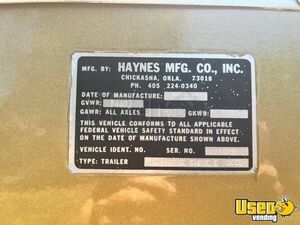 MFG. BY: HAYNES MFG. CO., INC.
CHICKASHA, OKLA. 73018
PH. 405 224-0340
DATE OF MANUFACTURE:
GVWR:
GAWR: ALL AXLES GKWR:
THIS VEHICLE CONFORMS TO ALL APPLICABLE
FEDERAL VEHICLE SAFETY STANDARD IN EFFECT
ON THE DATE OF MANUFACTURE SHOWN ABOVE.
VEHICLE IDENT. NO. SER. NO.
TYPE: TRAILER
Used
vending